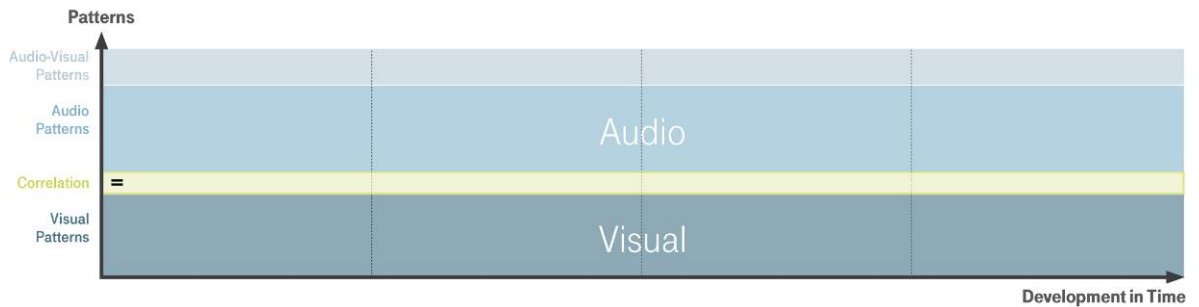 Patterns
Audio-Visual
Patterns
Audio
Patterns
Audio
Correlation
=
Visual
Patterns
Visual
Development in Time